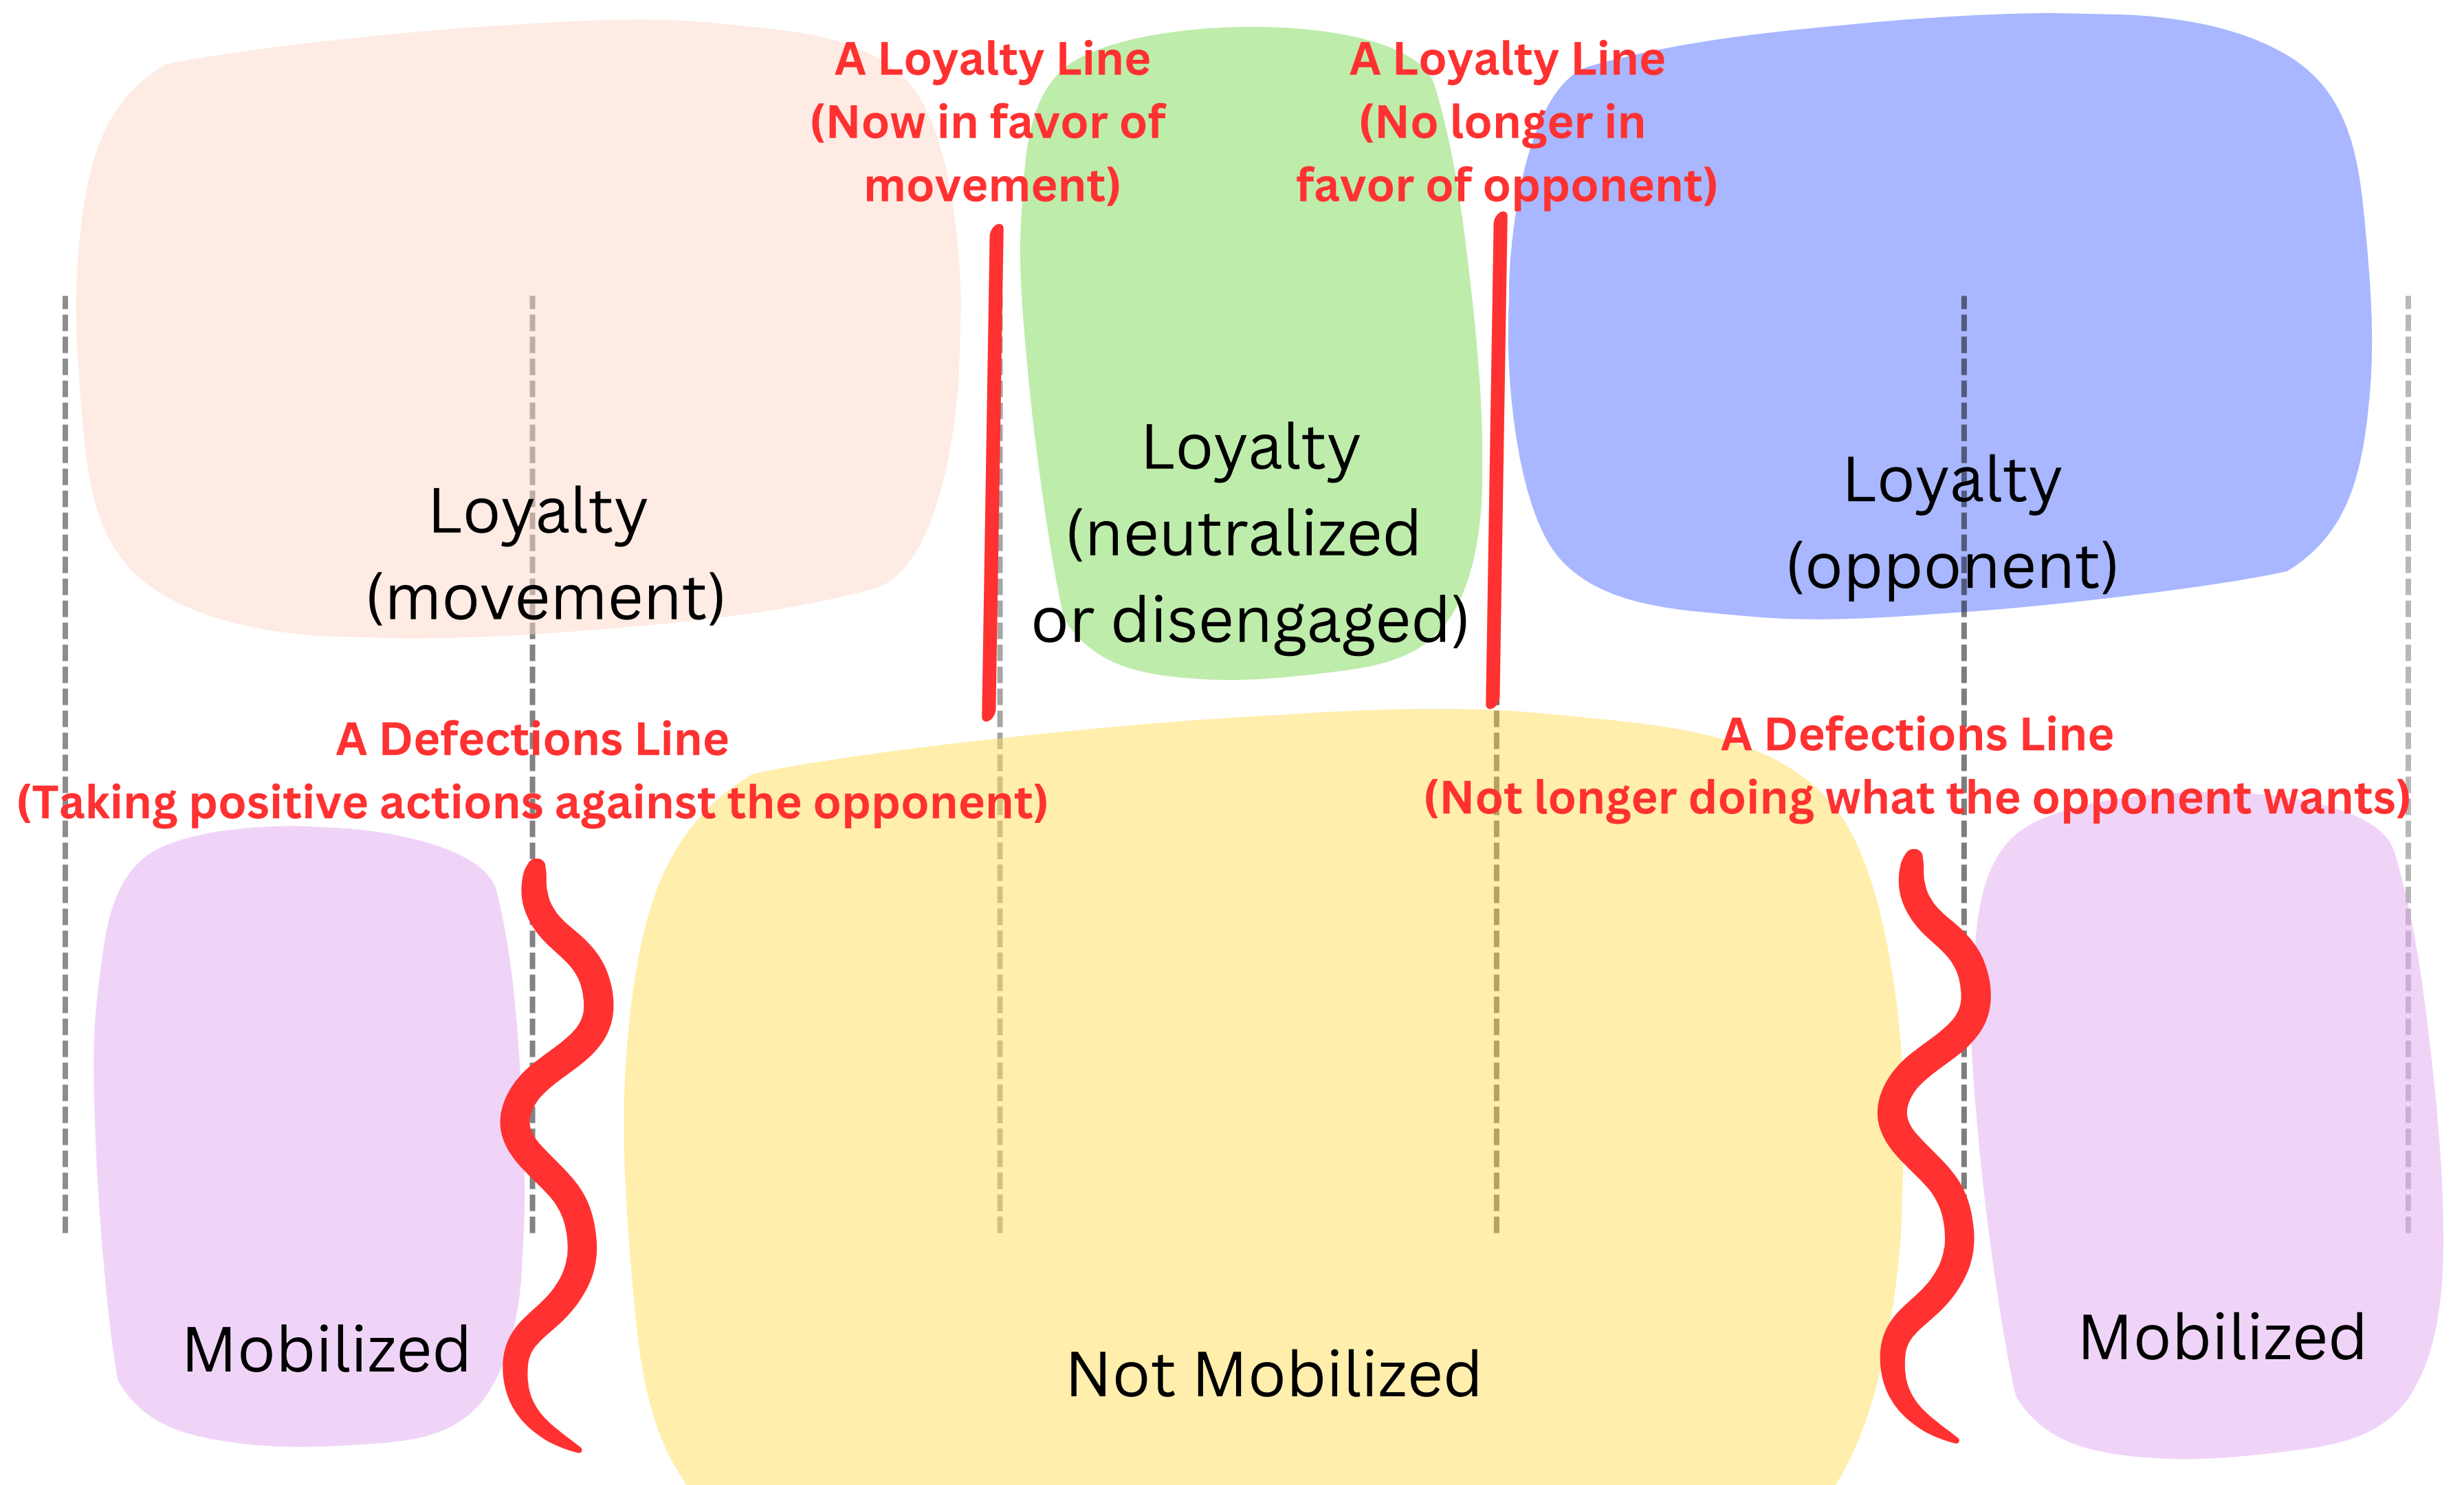 A Loyalty Line
(Now in favor of
movement)
A Loyalty Line
(No longer in
favor of opponent)
Loyalty
(movement)
Loyalty
(neutralized
or disengaged)
Loyalty
(opponent)
A Defections Line
(Taking positive actions against the opponent)
A Defections Line
(Not longer doing what the opponent wants)
Mobilized
Not Mobilized
Mobilized